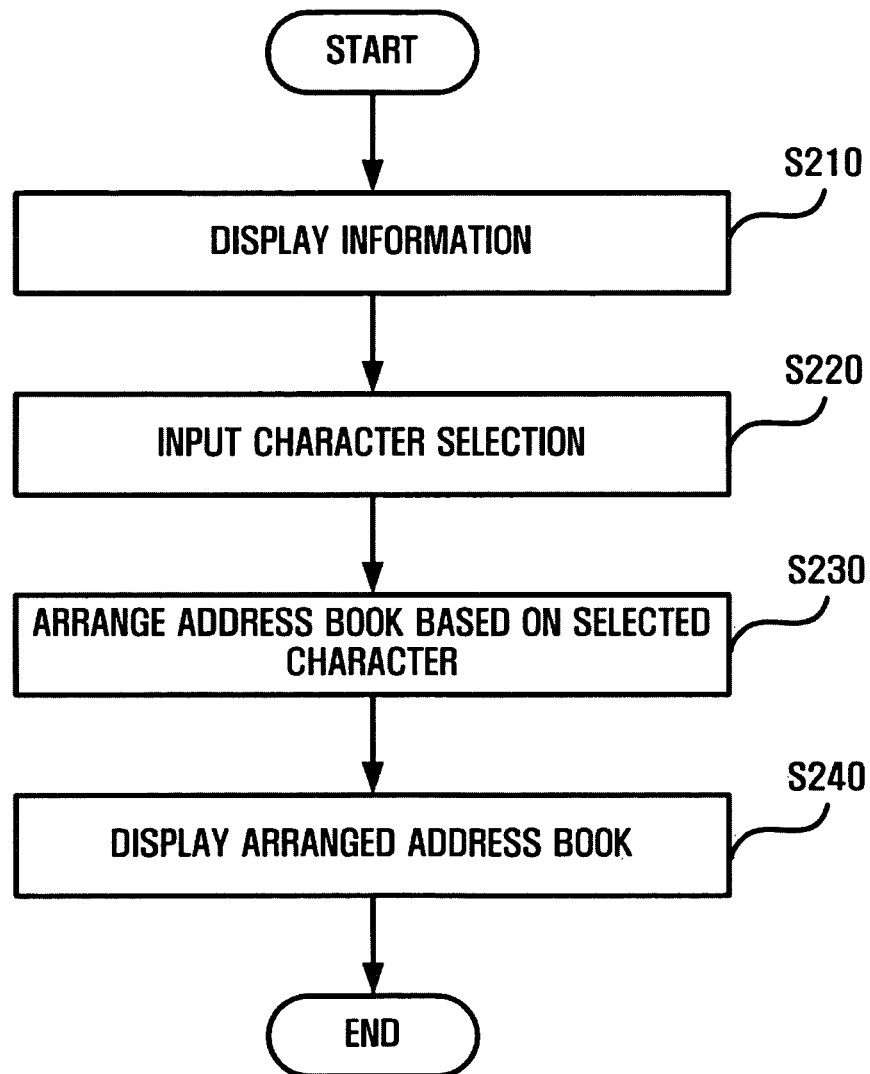 START
S210
DISPLAY INFORMATION
S220
INPUT CHARACTER SELECTION
S230
ARRANGE ADDRESS BOOK BASED ON SELECTED
CHARACTER
S240
DISPLAY ARRANGED ADDRESS BOOK
END